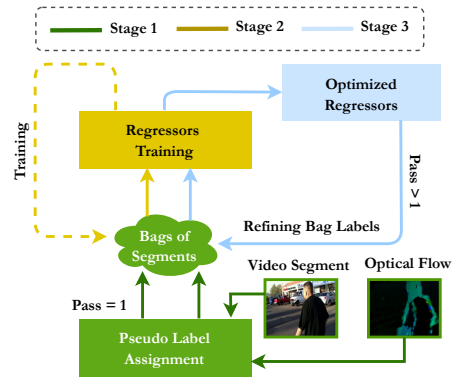 Stage 1 Stage 2 Stage 3
Optimized
Regressors
Regressors
Training
Training
Pass > 1
Refining Bag Labels
Bags of
Segments
Video Segment
Optical Flow
Pass = 1
Pseudo Label
Assignment